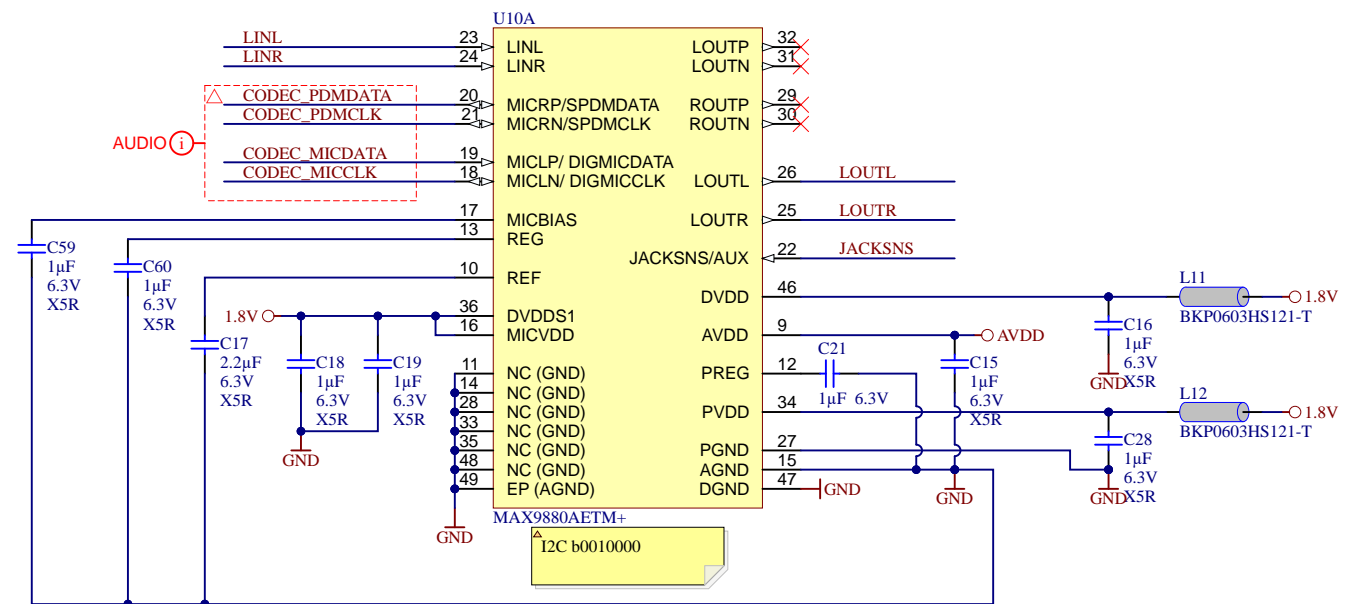 U10A
LINL 23 LINL LOUTP 32
LINR 24 LINR LOUTN 31
CODEC_PDMDATA 20 MICRP/SPDMDATA ROUTP 29
CODEC_PDMCLK 21 MICRN/SPDMCLK ROUTN 30
AUDIO i
CODEC_MICDATA 19 MICLP/ DIGMICDATA
CODEC_MICCLK 18 MICLN/ DIGMICCLK LOUTL 26 LOUTL
17 MICBIAS LOUTR 25 LOUTR
13 REG
JACKSNS/AUX 22 JACKSNS
10 REF
DVDD 46
1.8V 36 DVDDS1
16 MICVDD AVDD 9 AVDD
11 NC (GND) PREG 12
14 NC (GND)
28 NC (GND) PVDD 34
33 NC (GND)
35 NC (GND) PGND 27
48 NC (GND) AGND 15
49 EP (AGND) DGND 47 GND
MAX9880AETM+
I2C b0010000
C59
1µF
6.3V
X5R
C60
1µF
6.3V
X5R
C17
2.2µF
6.3V
X5R
C18
1µF
6.3V
X5R
C19
1µF
6.3V
X5R
GND
GND
C21
1µF 6.3V
C15
1µF
6.3V
X5R
GND
L11
1.8V
BKP0603HS121-T
C16
1µF
6.3V
X5R
GND
L12
1.8V
BKP0603HS121-T
C28
1µF
6.3V
X5R
GND